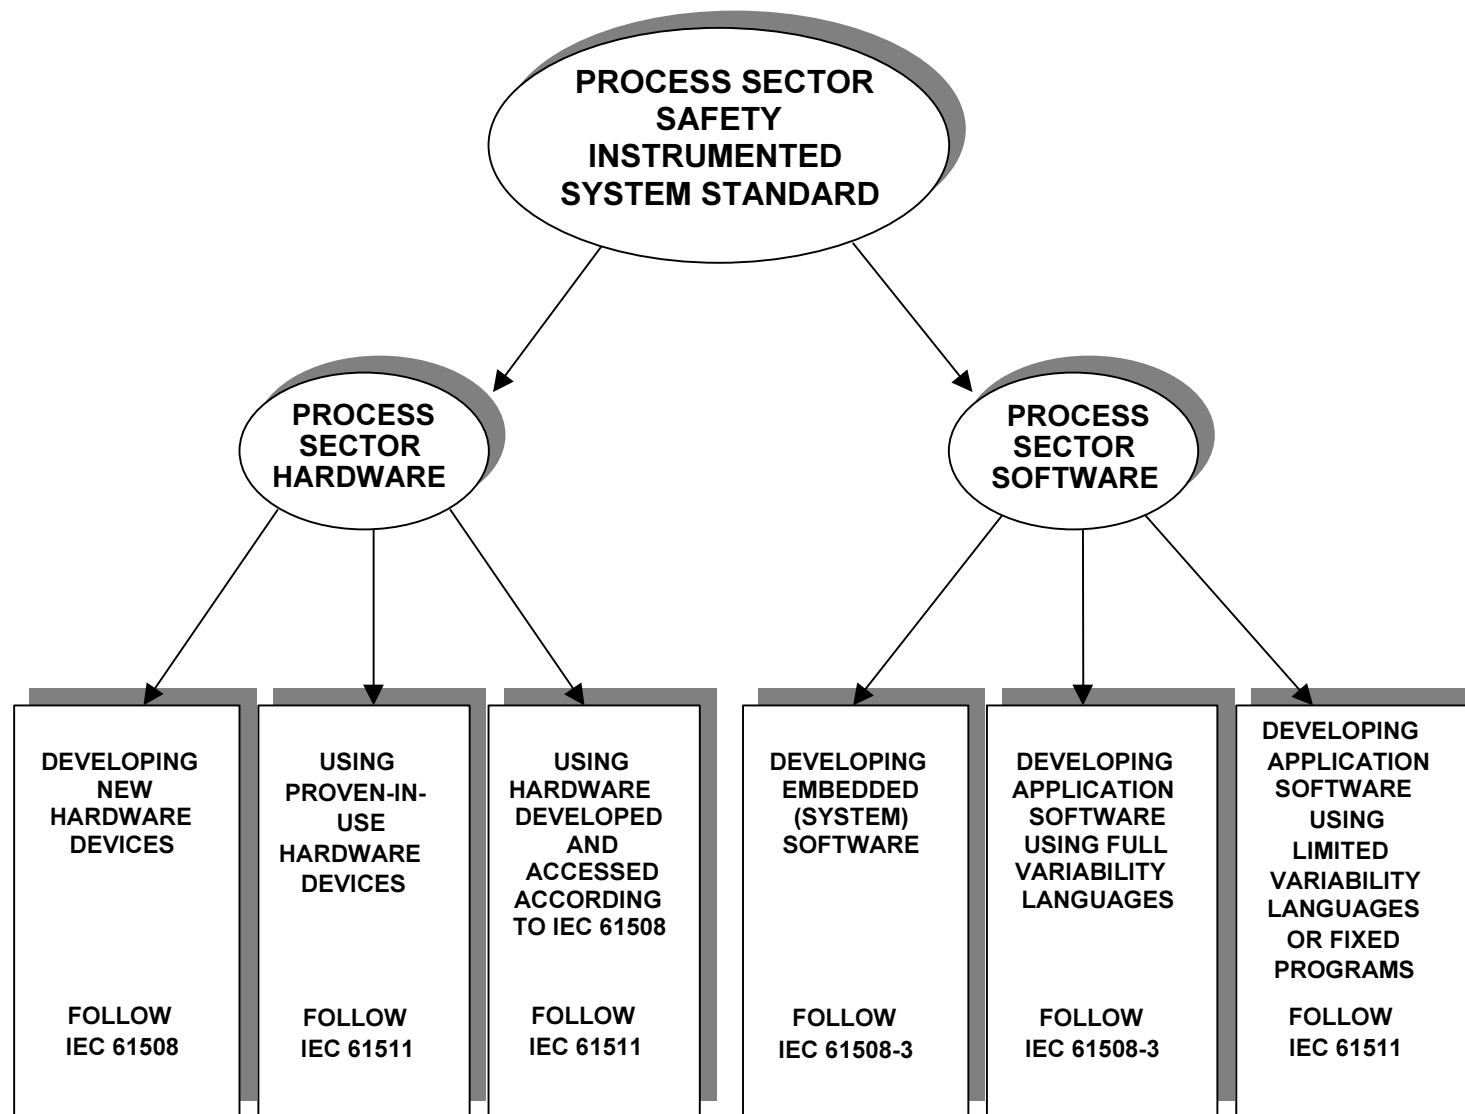 PROCESS SECTOR
SAFETY
INSTRUMENTED
SYSTEM STANDARD
PROCESS
SECTOR
HARDWARE
PROCESS
SECTOR
SOFTWARE
DEVELOPING
NEW
HARDWARE
DEVICES
FOLLOW
IEC 61508
USING
PROVEN-IN-
USE
HARDWARE
DEVICES
FOLLOW
IEC 61511
USING
HARDWARE
DEVELOPED
AND
ACCESSED
ACCORDING
TO IEC 61508
FOLLOW
IEC 61511
DEVELOPING
EMBEDDED
(SYSTEM)
SOFTWARE
FOLLOW
IEC 61508-3
DEVELOPING
APPLICATION
SOFTWARE
USING FULL
VARIABILITY
LANGUAGES
FOLLOW
IEC 61508-3
DEVELOPING
APPLICATION
SOFTWARE
USING
LIMITED
VARIABILITY
LANGUAGES
OR FIXED
PROGRAMS
FOLLOW
IEC 61511